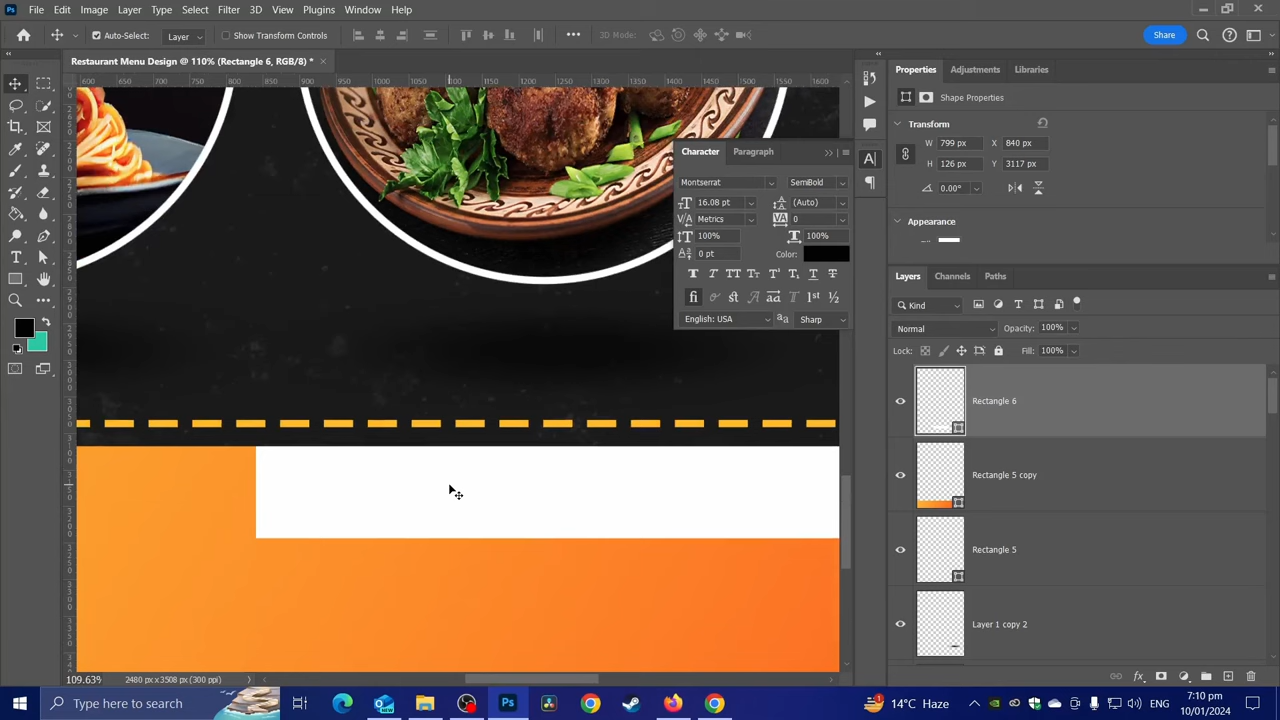 Ps File Edit Image Layer Type Select Filter 3D View Plugins Window Help
Auto-Select: Layer Show Transform Controls 3D Mode: Share
Restaurant Menu Design @ 110% (Rectangle 6, RGB/8) *
Properties Adjustments Libraries
Shape Properties
Transform
W 799 px X 840 px
H 126 px Y 3117 px
0.00°
Appearance
Character Paragraph
Montserrat SemiBold
16.08 pt (Auto)
Metrics 0
100% 100%
0 pt Color:
English: USA Sharp
Layers Channels Paths
Kind
Normal Opacity: 100%
Lock: Fill: 100%
Rectangle 6
Rectangle 5 copy
Rectangle 5
Layer 1 copy 2
109.63% 2480 px x 3508 px (300 ppi)
Type here to search
14°C Haze
7:10 pm
10/01/2024